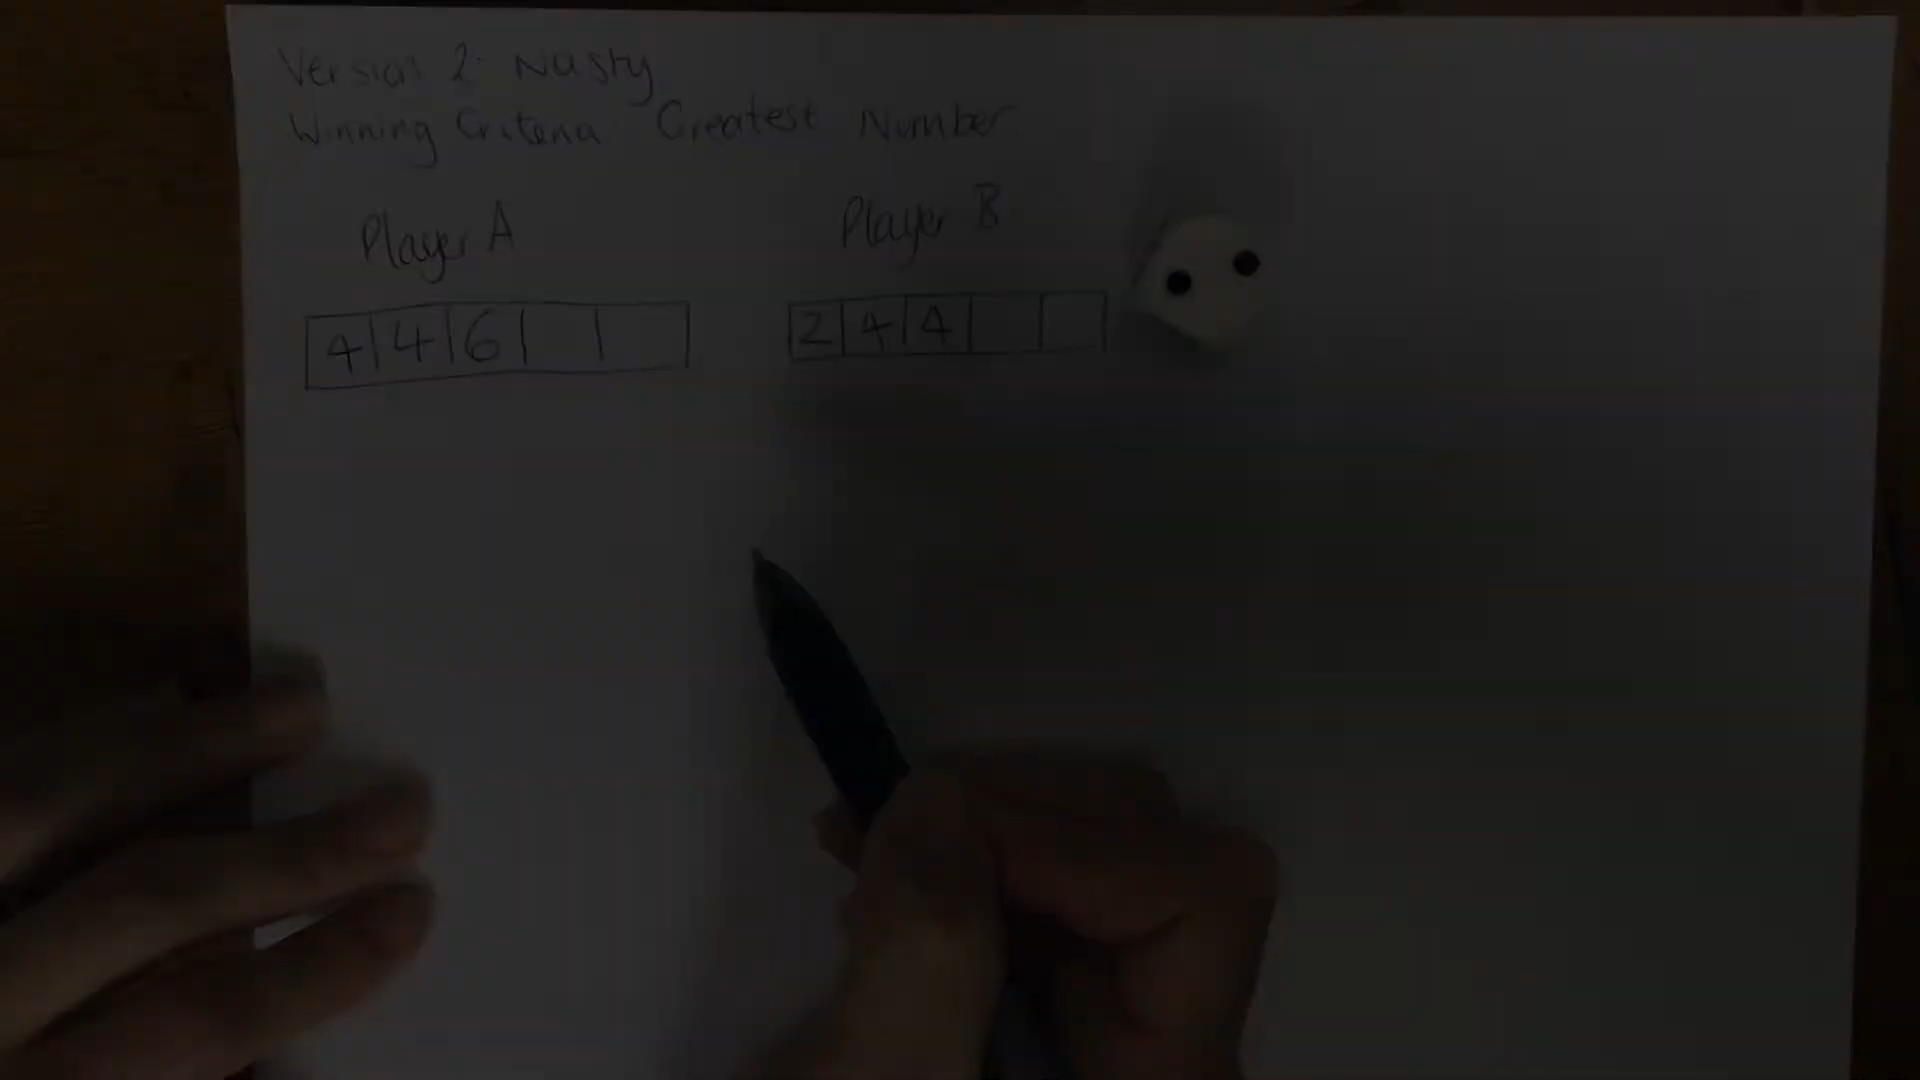 Version 2: Nasty
Winning Criteria Greatest Number
Player A Player B
4 4 6 2 4 4